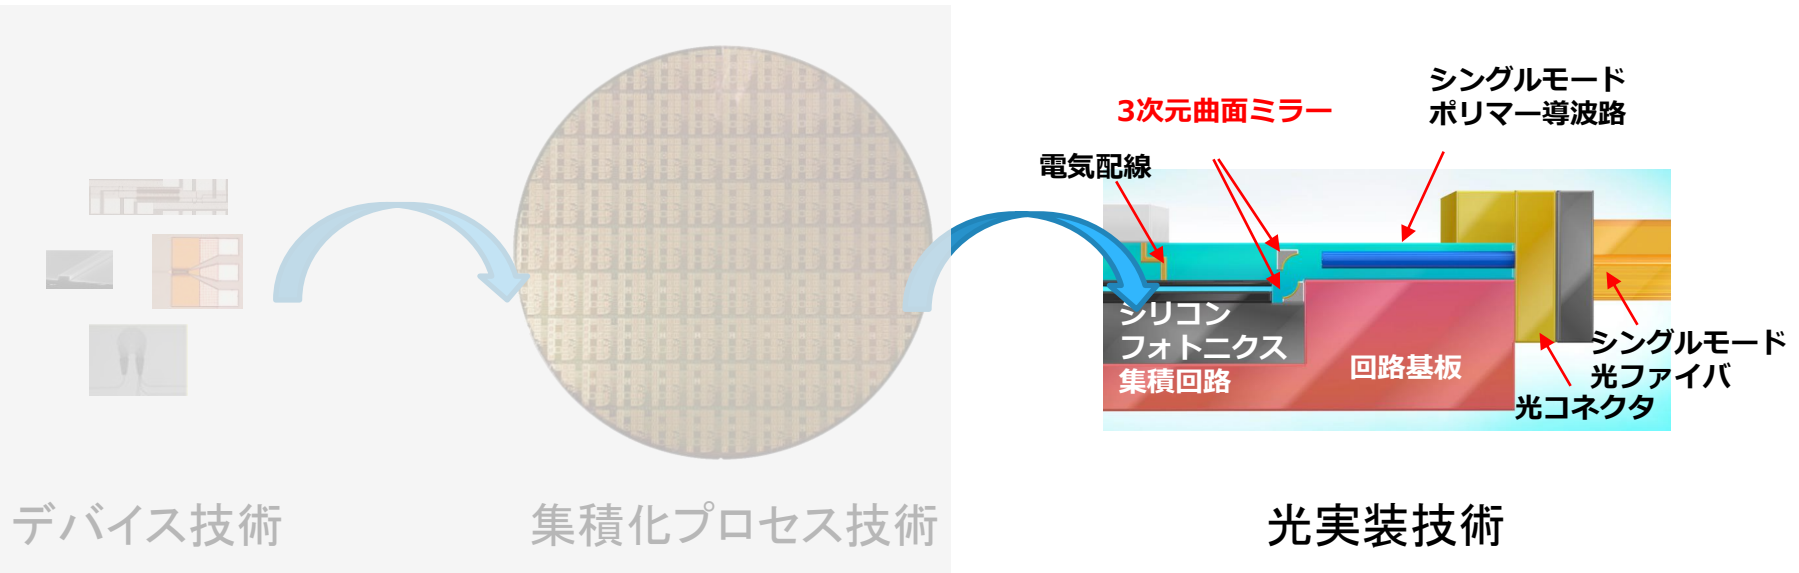 シングルモード
ポリマー導波路
3次元曲面ミラー
電気配線
シリコン
フォトニクス
集積回路
回路基板
シングルモード
光ファイバ
光コネクタ
デバイス技術
集積化プロセス技術
光実装技術